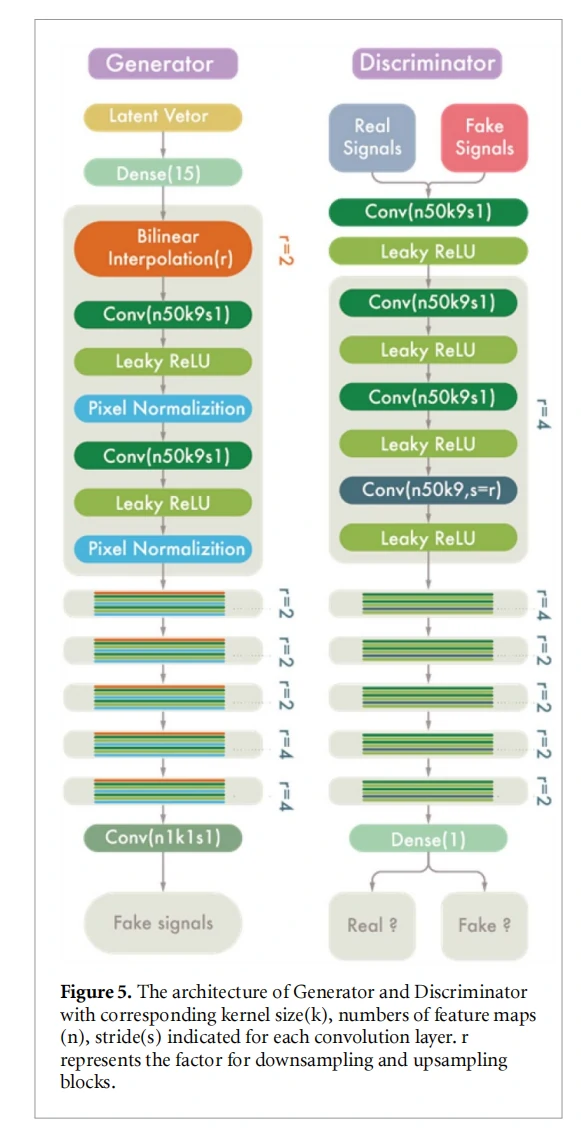 Generator
Latent Vetor
Dense(15)
Bilinear
Interpolation(r)
r=2
Conv(n50k9s1)
Leaky ReLU
Pixel Normalizition
Conv(n50k9s1)
Leaky ReLU
Pixel Normalizition
r=2
r=2
r=2
r=4
r=4
Conv(n1k1s1)
Fake signals
Discriminator
Real
Signals
Fake
Signals
Conv(n50k9s1)
Leaky ReLU
Conv(n50k9s1)
Leaky ReLU
Conv(n50k9s1)
Leaky ReLU
Conv(n50k9,s=r)
Leaky ReLU
r=4
r=4
r=2
r=2
r=2
r=2
Dense(1)
Real ?
Fake ?
Figure 5. The architecture of Generator and Discriminator
with corresponding kernel size(k), numbers of feature maps
(n), stride(s) indicated for each convolution layer. r
represents the factor for downsampling and upsampling
blocks.